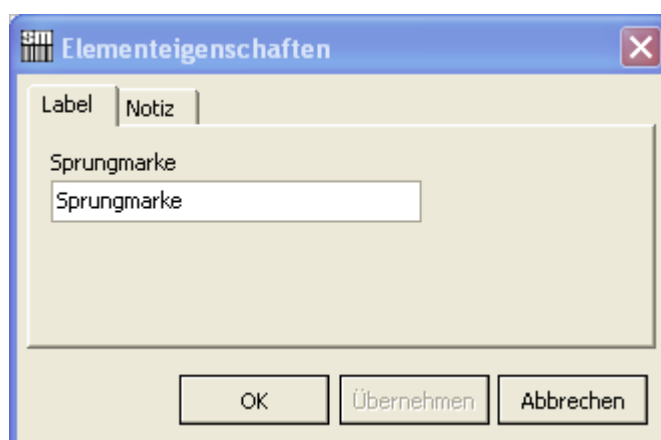 sm
Elementeigenschaften
Label Notiz
Sprungmarke
Sprungmarke
OK Übernehmen Abbrechen